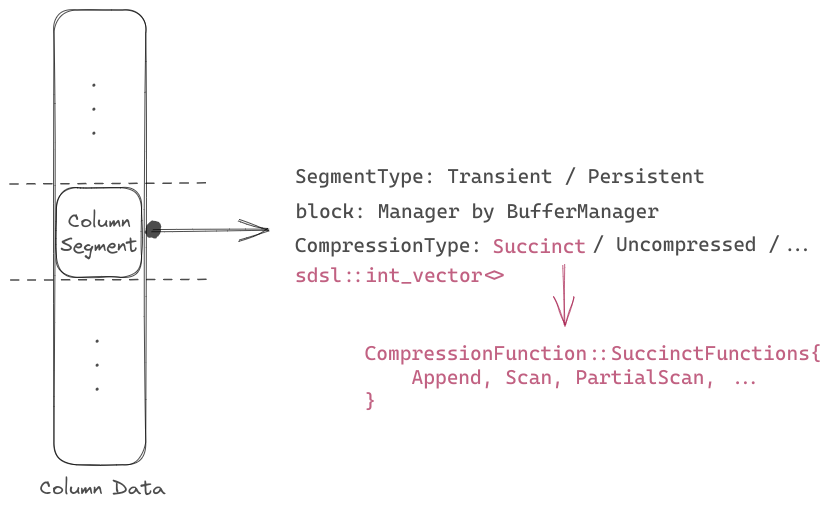 SegmentType: Transient / Persistent
block: Manager by BufferManager
Column
Segment
CompressionType: Succinct / Uncompressed / ...
sdsl::int_vector<>
CompressionFunction::SuccinctFunctions{
Append, Scan, PartialScan, ...
}
Column Data